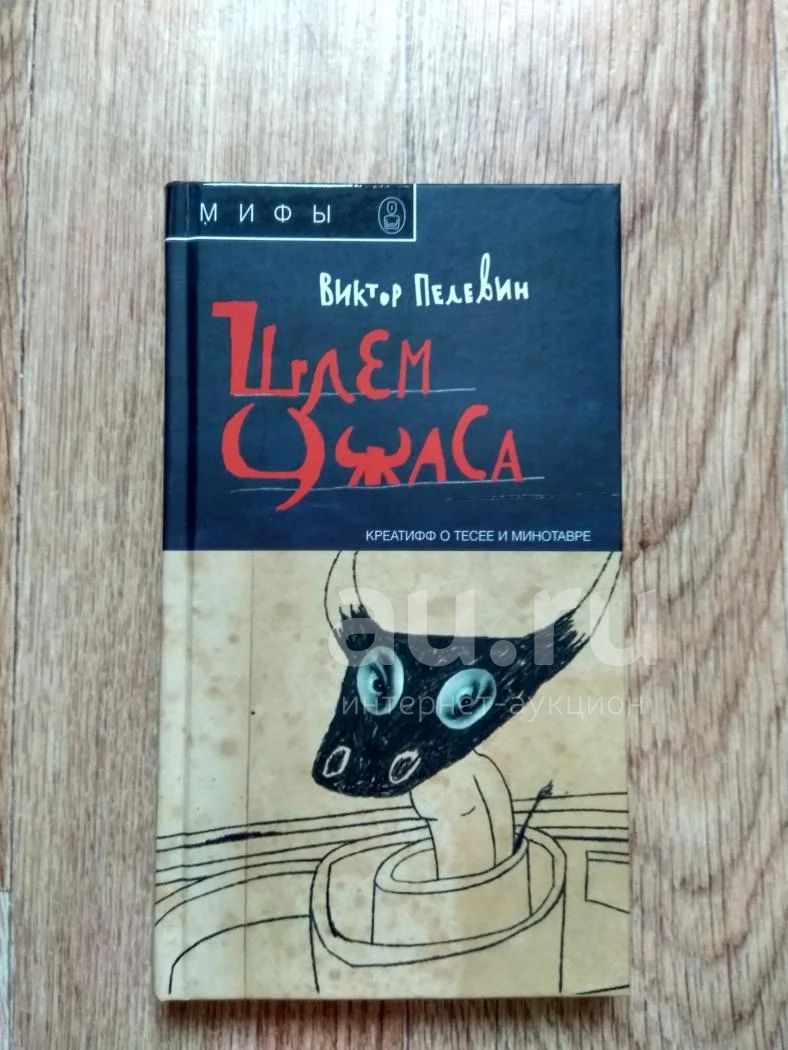 МИФЫ
Виктор Пелевин
Шлем
Ужаса
КРЕАТИФФ О ТЕСЕЕ И МИНОТАВРЕ
au.ru
интернет-аукцион